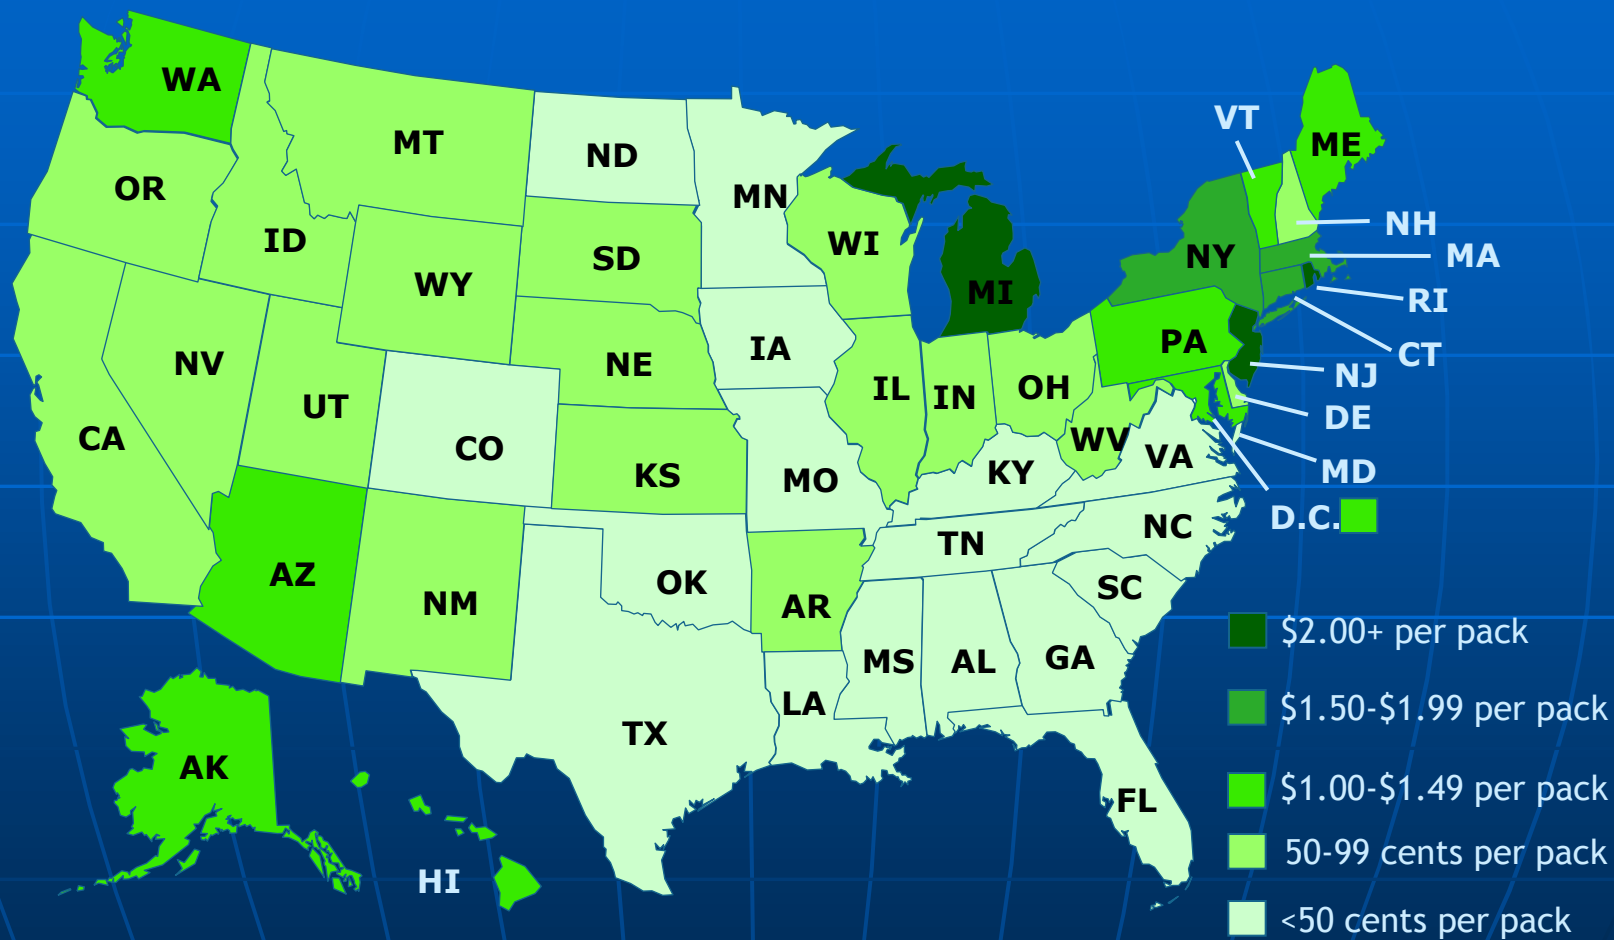 WA
MT
ND
MN
VT
ME
OR
ID
WY
SD
WI
MI
NY
NH
MA
RI
CT
NJ
DE
MD
D.C.
NV
UT
CA
CO
NE
IA
KS
MO
IL
IN
OH
PA
WV
VA
KY
TN
NC
SC
AZ
NM
OK
AR
TX
LA
MS
AL
GA
FL
AK
HI
$2.00+ per pack
$1.50-$1.99 per pack
$1.00-$1.49 per pack
50-99 cents per pack
<50 cents per pack